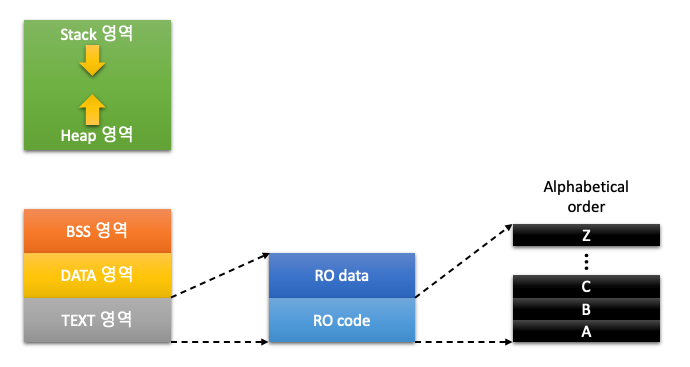 Stack 영역
Heap 영역
BSS 영역
DATA 영역
TEXT 영역
RO data
RO code
Alphabetical
order
Z
C
B
A